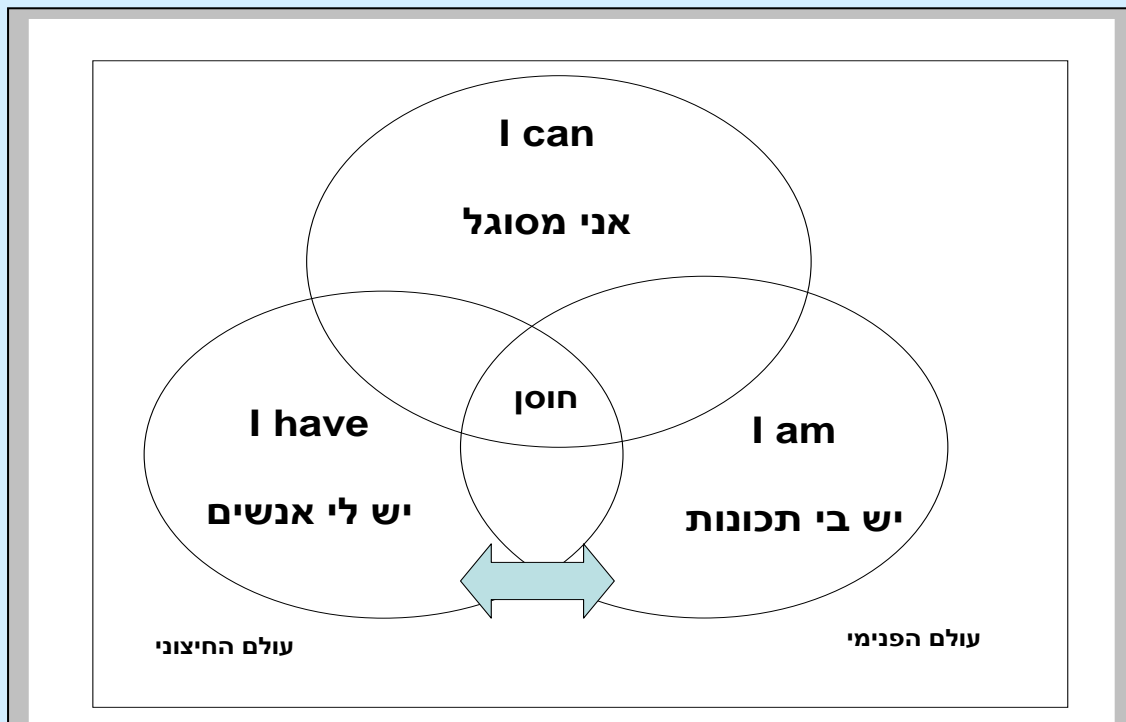 I can
אני מסוגל
חוסן
I have
יש לי אנשים
I am
יש בי תכונות
עולם החיצוני
עולם הפנימי